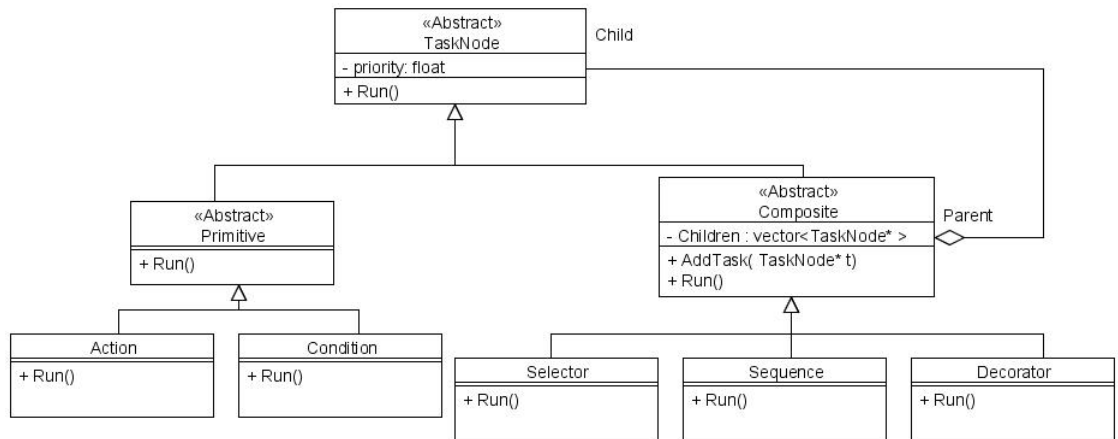 «Abstract»
TaskNode
Child
- priority: float
+ Run()
«Abstract»
Primitive
+ Run()
«Abstract»
Composite
Parent
- Children : vector<TaskNode* >
+ AddTask( TaskNode* t)
+ Run()
Action
+ Run()
Condition
+ Run()
Selector
+ Run()
Sequence
+ Run()
Decorator
+ Run()